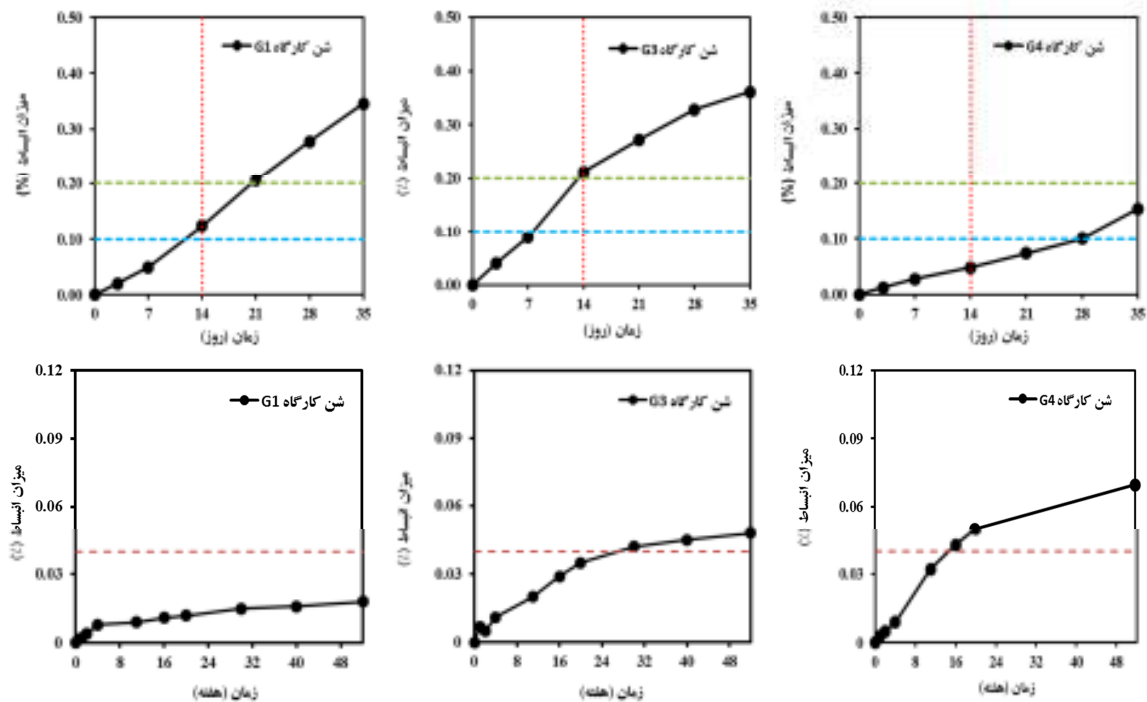 0.50
0.40
0.30
0.20
0.10
0.00
0 7 14 21 28 35
میزان انبساط (%)
زمان (روز)
شن کارگاه G1
0.50
0.40
0.30
0.20
0.10
0.00
0 7 14 21 28 35
میزان انبساط (٪)
زمان (روز)
شن کارگاه G3
0.50
0.40
0.30
0.20
0.10
0.00
0 7 14 21 28 35
میزان انبساط (%)
زمان (روز)
شن کارگاه G4
0.12
0.09
0.06
0.03
0
0 8 16 24 32 40 48
میزان انبساط (٪)
زمان (هفته)
شن کارگاه G1
0.12
0.09
0.06
0.03
0
0 8 16 24 32 40 48
میزان انبساط (٪)
زمان (هفته)
شن کارگاه G3
0.12
0.09
0.06
0.03
0
0 8 16 24 32 40 48
میزان انبساط (٪)
زمان (هفته)
شن کارگاه G4